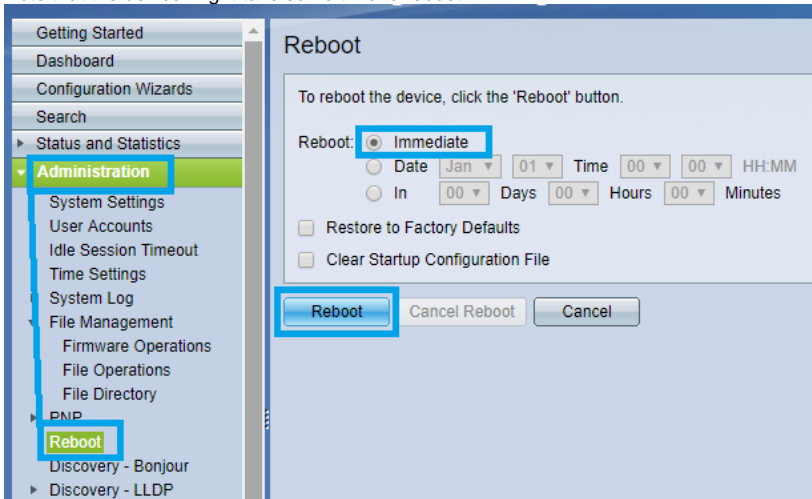 Getting Started
Dashboard
Configuration Wizards
Search
Status and Statistics
Administration
System Settings
User Accounts
Idle Session Timeout
Time Settings
System Log
File Management
Firmware Operations
File Operations
File Directory
PNP
Reboot
Discovery - Bonjour
Discovery - LLDP
Reboot
To reboot the device, click the 'Reboot' button.
Reboot: Immediate
Date Jan 01 Time 00 00 HH:MM
In 00 Days 00 Hours 00 Minutes
Restore to Factory Defaults
Clear Startup Configuration File
Reboot Cancel Reboot Cancel